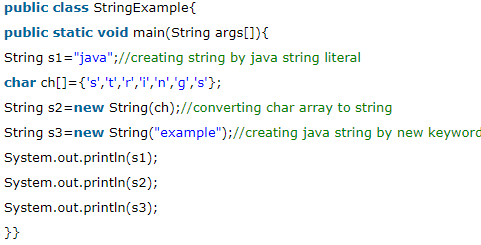 public class StringExample{
public static void main(String args[]){
String s1="java";//creating string by java string literal
char ch[]={'s','t','r','i','n','g','s'};
String s2=new String(ch);//converting char array to string
String s3=new String("example");//creating java string by new keyword
System.out.println(s1);
System.out.println(s2);
System.out.println(s3);
}}